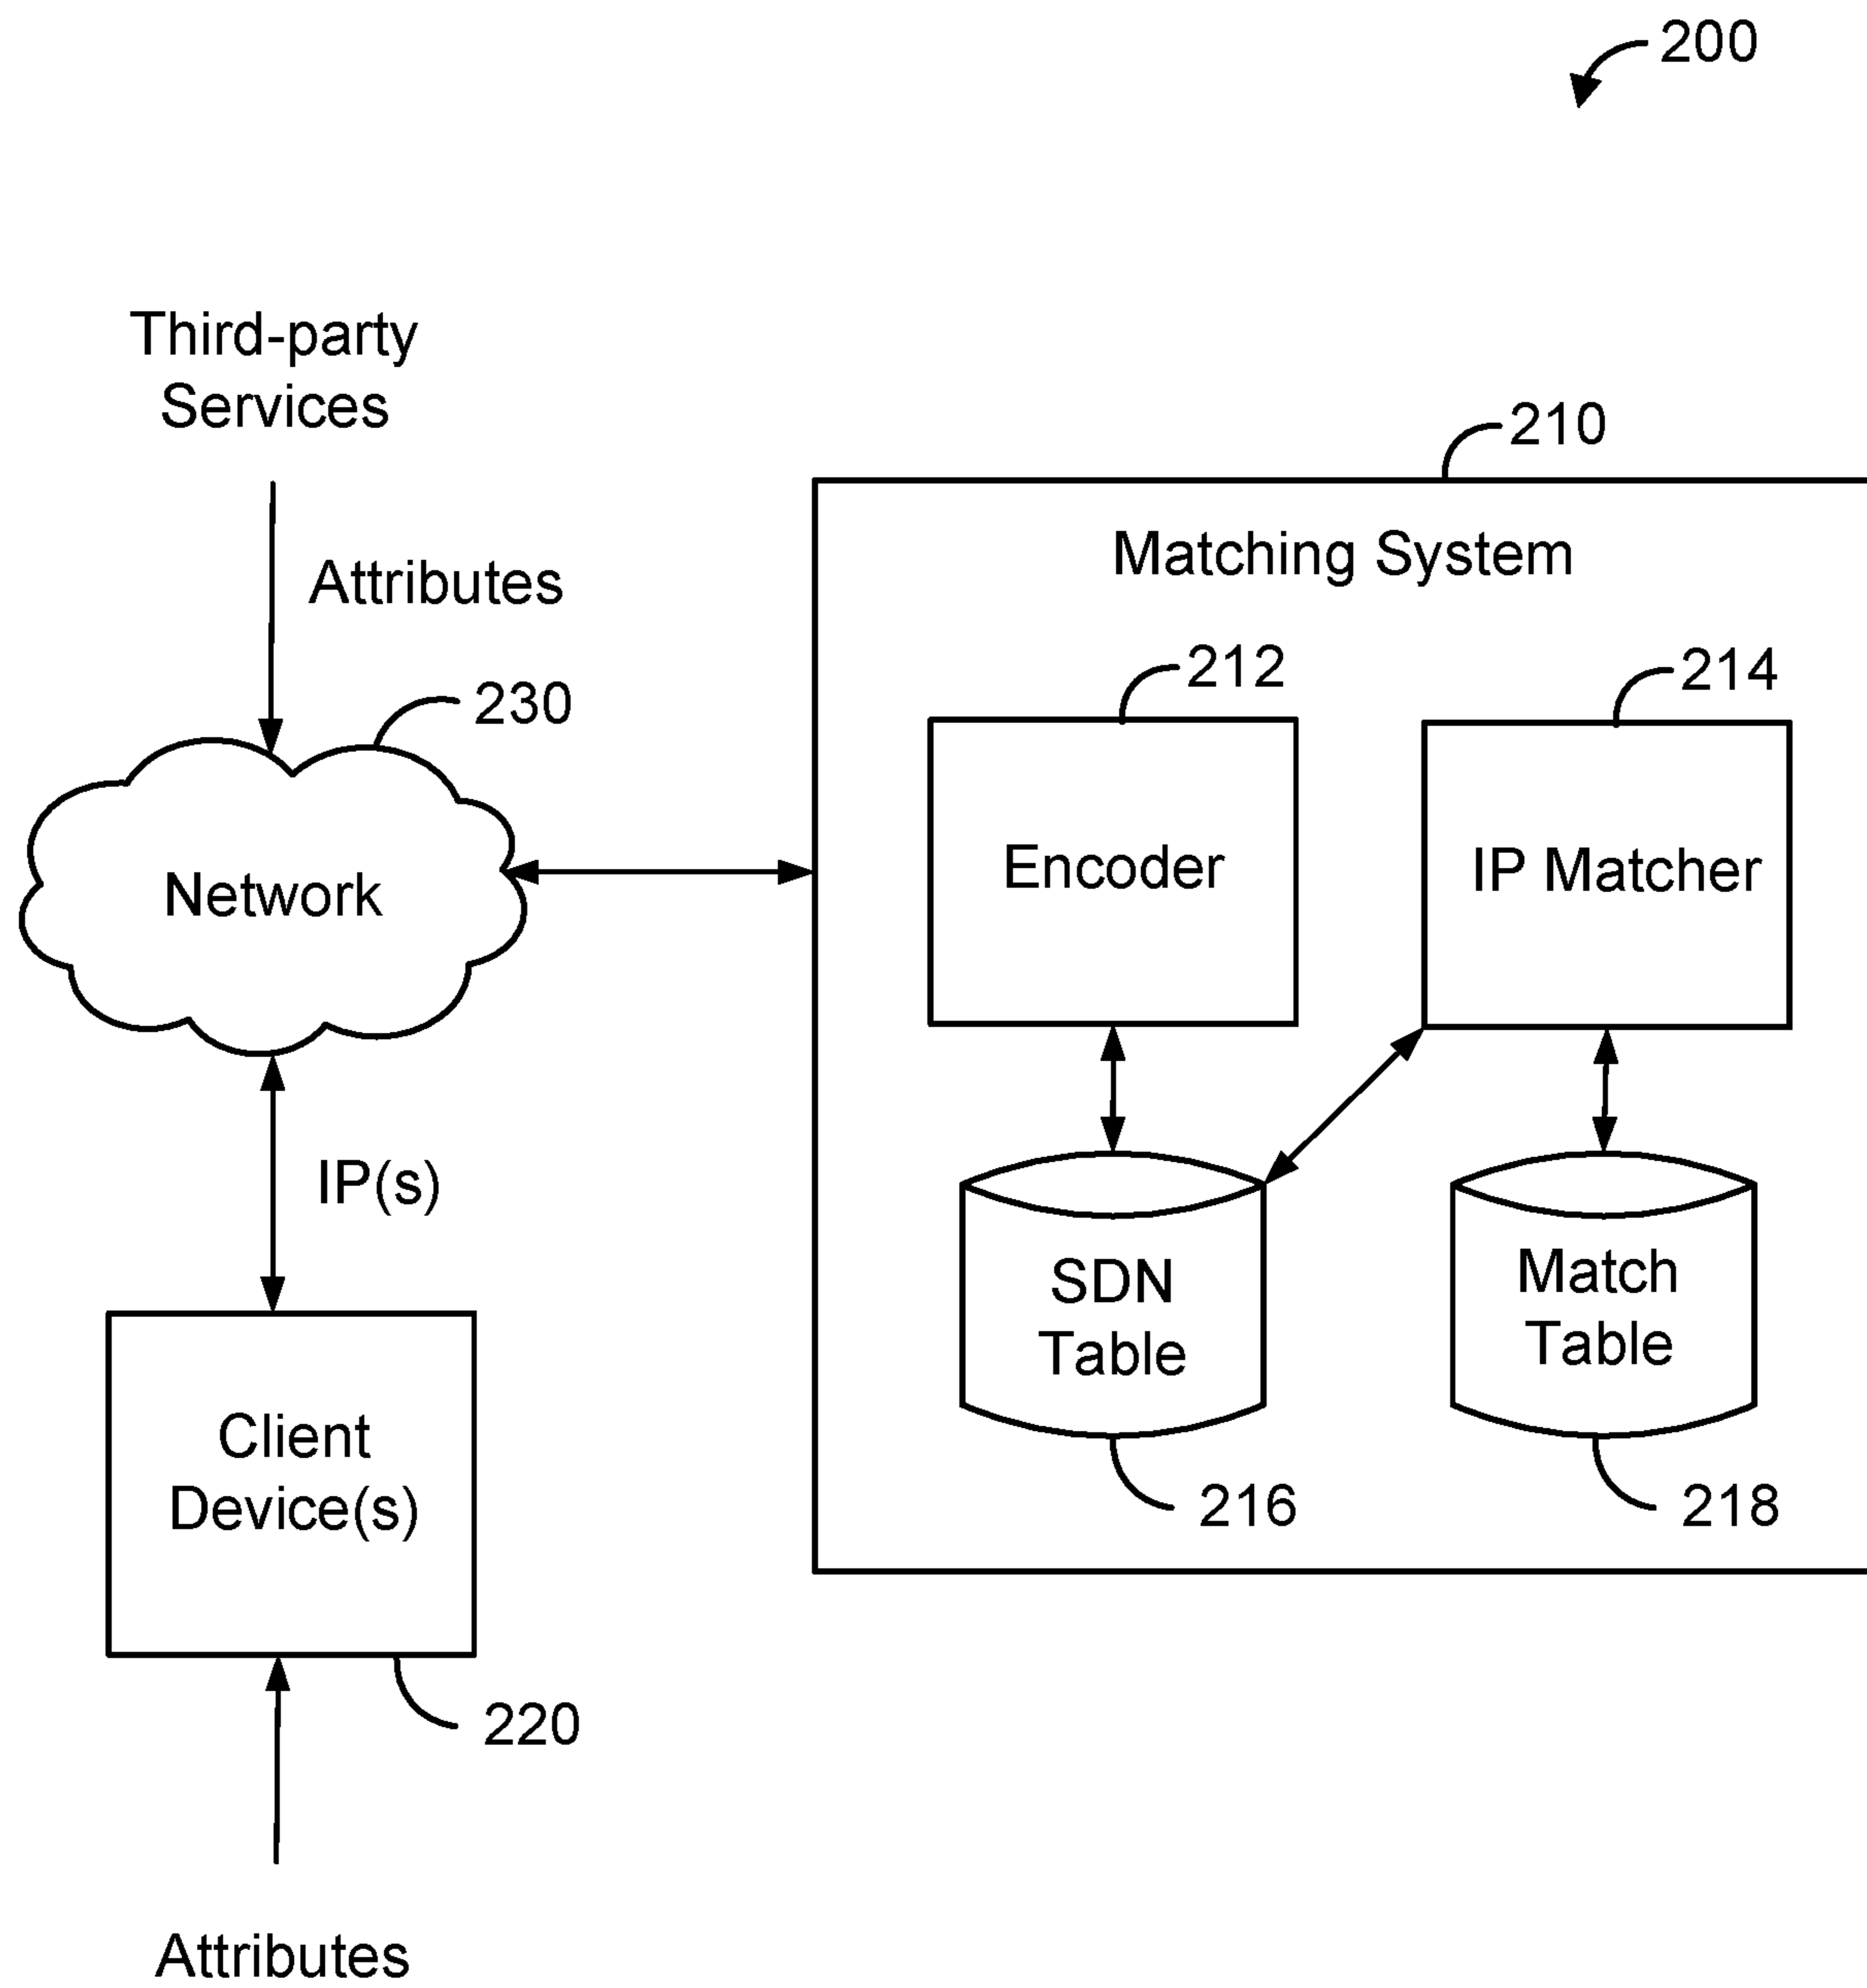 200
Third-party
Services
Attributes
230
Network
IP(s)
Client
Device(s)
220
Attributes
210
Matching System
212
214
Encoder
IP Matcher
SDN
Table
Match
Table
216
218